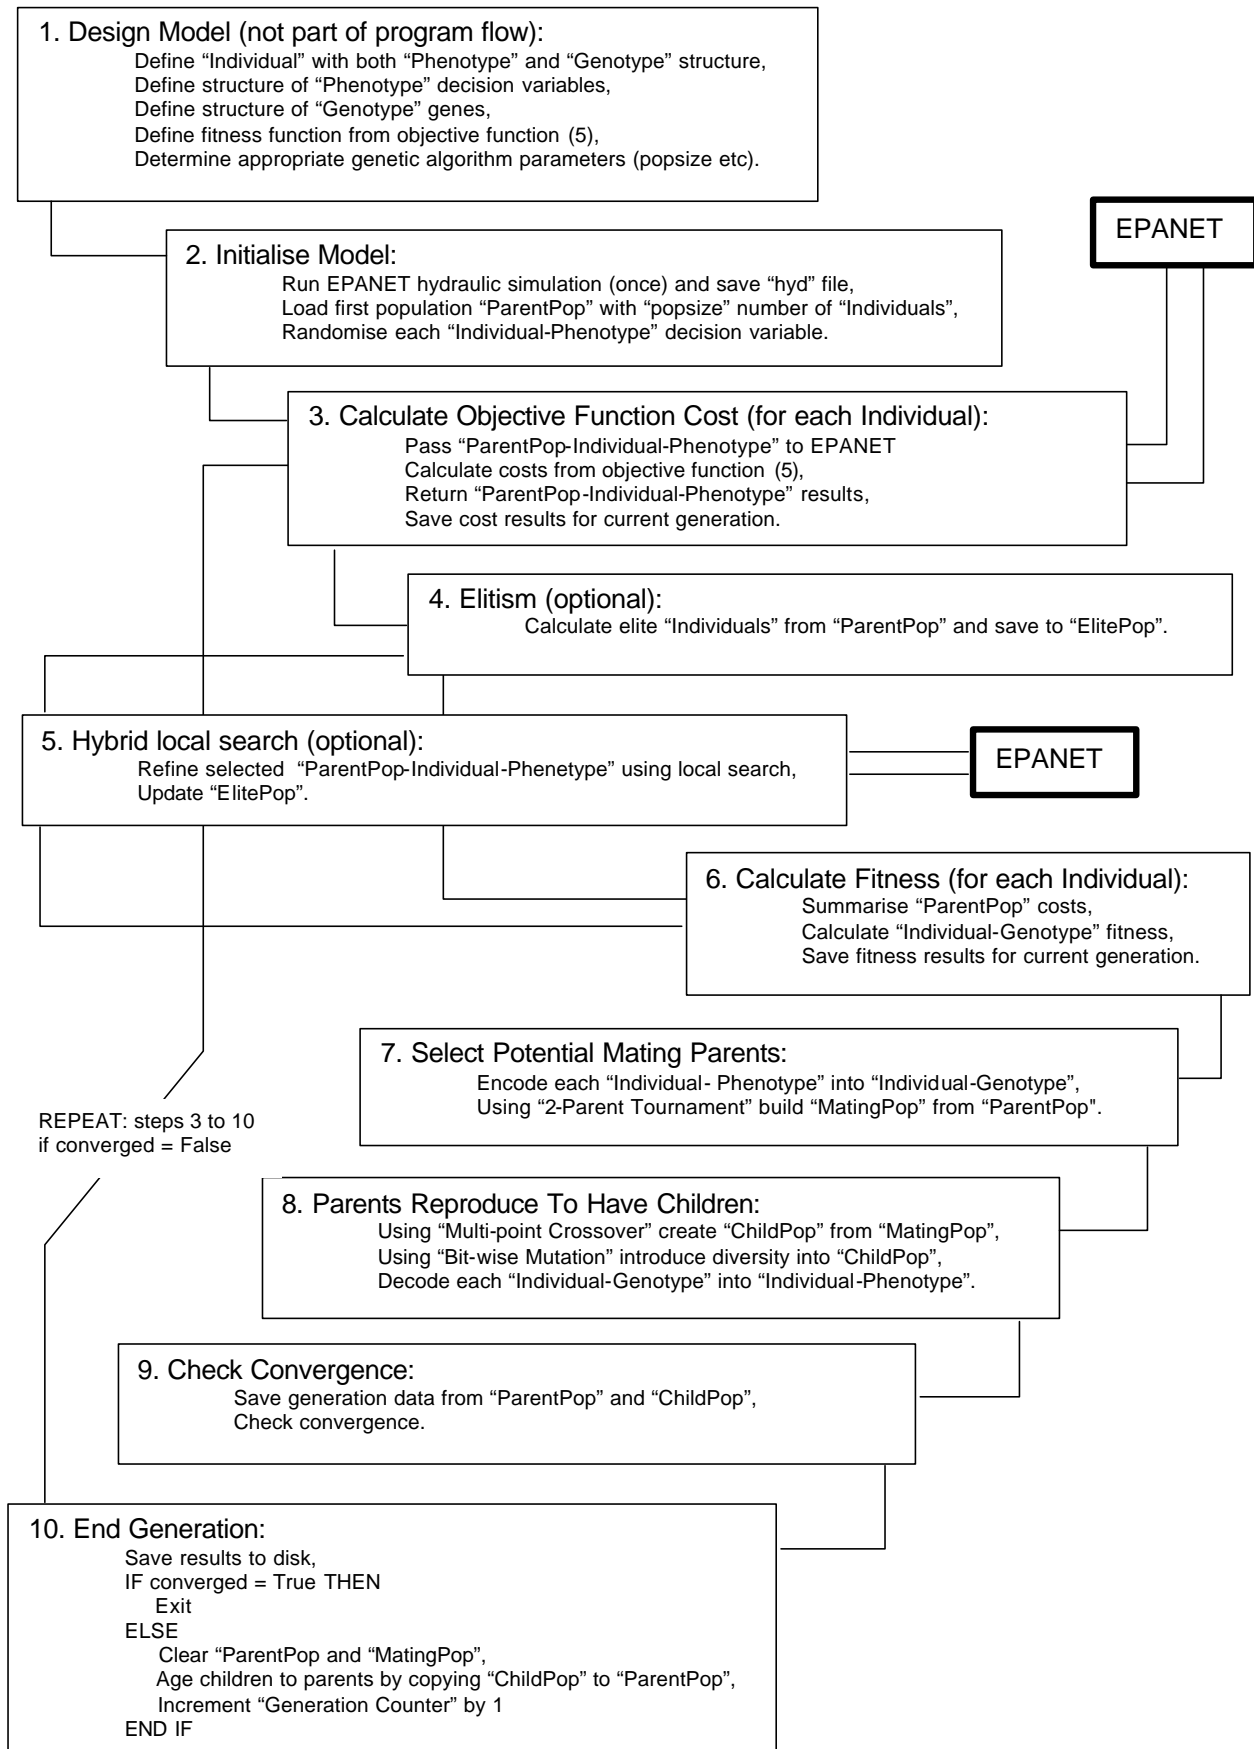 1. Design Model (not part of program flow):
Define “Individual” with both “Phenotype” and “Genotype” structure,
Define structure of “Phenotype” decision variables,
Define structure of “Genotype” genes,
Define fitness function from objective function (5),
Determine appropriate genetic algorithm parameters (popsize etc).
EPANET
2. Initialise Model:
Run EPANET hydraulic simulation (once) and save “hyd” file,
Load first population “ParentPop” with “popsize” number of “Individuals”,
Randomise each “Individual-Phenotype” decision variable.
3. Calculate Objective Function Cost (for each Individual):
Pass “ParentPop-Individual-Phenotype” to EPANET
Calculate costs from objective function (5),
Return “ParentPop-Individual-Phenotype” results,
Save cost results for current generation.
4. Elitism (optional):
Calculate elite “Individuals” from “ParentPop” and save to “ElitePop”.
5. Hybrid local search (optional):
Refine selected “ParentPop-Individual-Phenetype” using local search,
Update “ElitePop”.
EPANET
6. Calculate Fitness (for each Individual):
Summarise “ParentPop” costs,
Calculate “Individual-Genotype” fitness,
Save fitness results for current generation.
7. Select Potential Mating Parents:
Encode each “Individual- Phenotype” into “Individual-Genotype”,
Using “2-Parent Tournament” build “MatingPop” from “ParentPop".
REPEAT: steps 3 to 10
if converged = False
8. Parents Reproduce To Have Children:
Using “Multi-point Crossover” create “ChildPop” from “MatingPop”,
Using “Bit-wise Mutation” introduce diversity into “ChildPop”,
Decode each “Individual-Genotype” into “Individual-Phenotype”.
9. Check Convergence:
Save generation data from “ParentPop” and “ChildPop”,
Check convergence.
10. End Generation:
Save results to disk,
IF converged = True THEN
Exit
ELSE
Clear “ParentPop and “MatingPop”,
Age children to parents by copying “ChildPop” to “ParentPop”,
Increment “Generation Counter” by 1
END IF